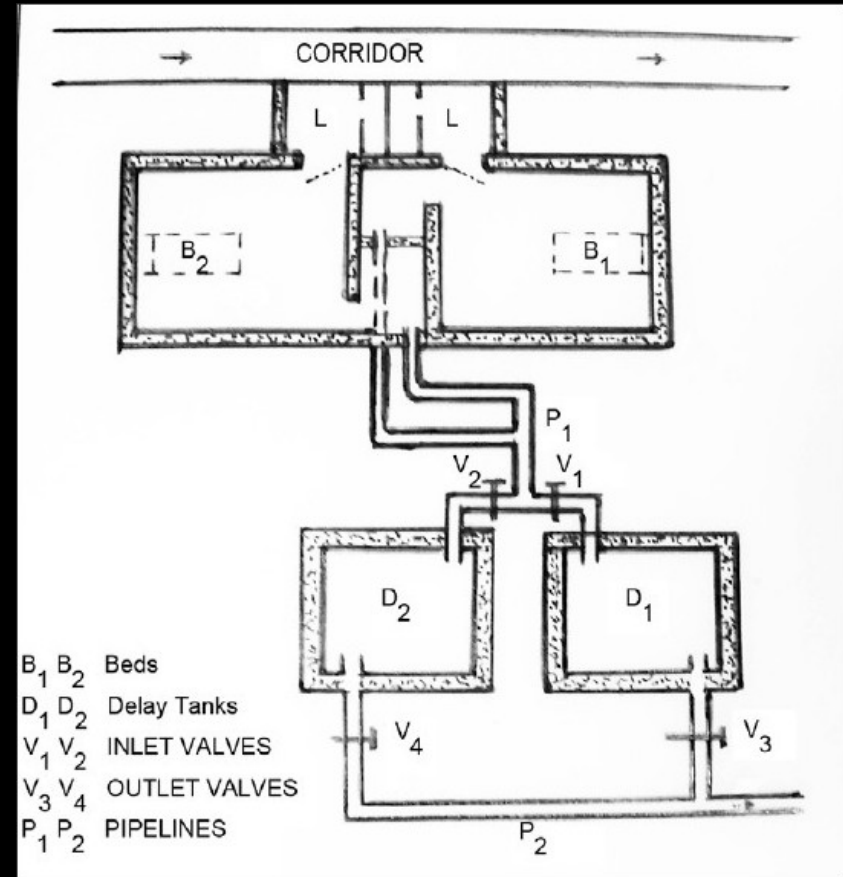 CORRIDOR
L L
B2 B1
P1
V2 V1
D2 D1
V4 V3
P2
B1 B2 Beds
D1 D2 Delay Tanks
V1 V2 INLET VALVES
V3 V4 OUTLET VALVES
P1 P2 PIPELINES